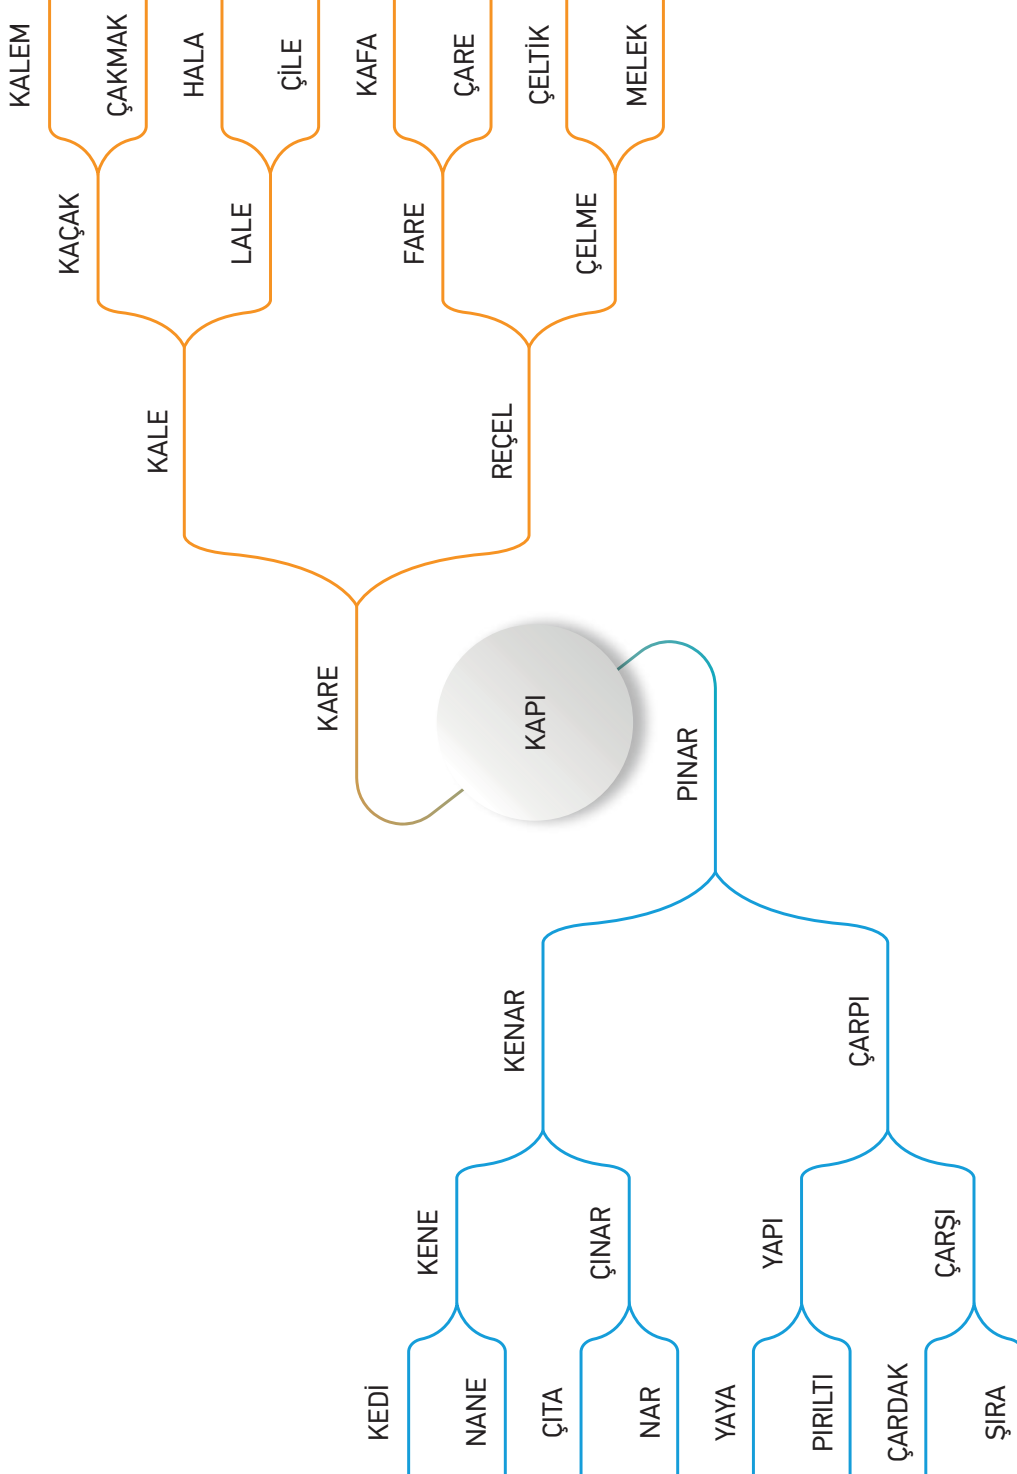 KALEM
ÇAKMAK
HALA
ÇİLE
KAFA
ÇARE
ÇELTİK
MELEK
KAÇAK
LALE
FARE
ÇELME
KALE
REÇEL
KARE
KAPI
PINAR
KENAR
ÇARPI
KENE
ÇINAR
YAPI
ÇARŞI
KEDİ
NANE
ÇITA
NAR
YAYA
PIRILTI
ÇARDAK
ŞIRA